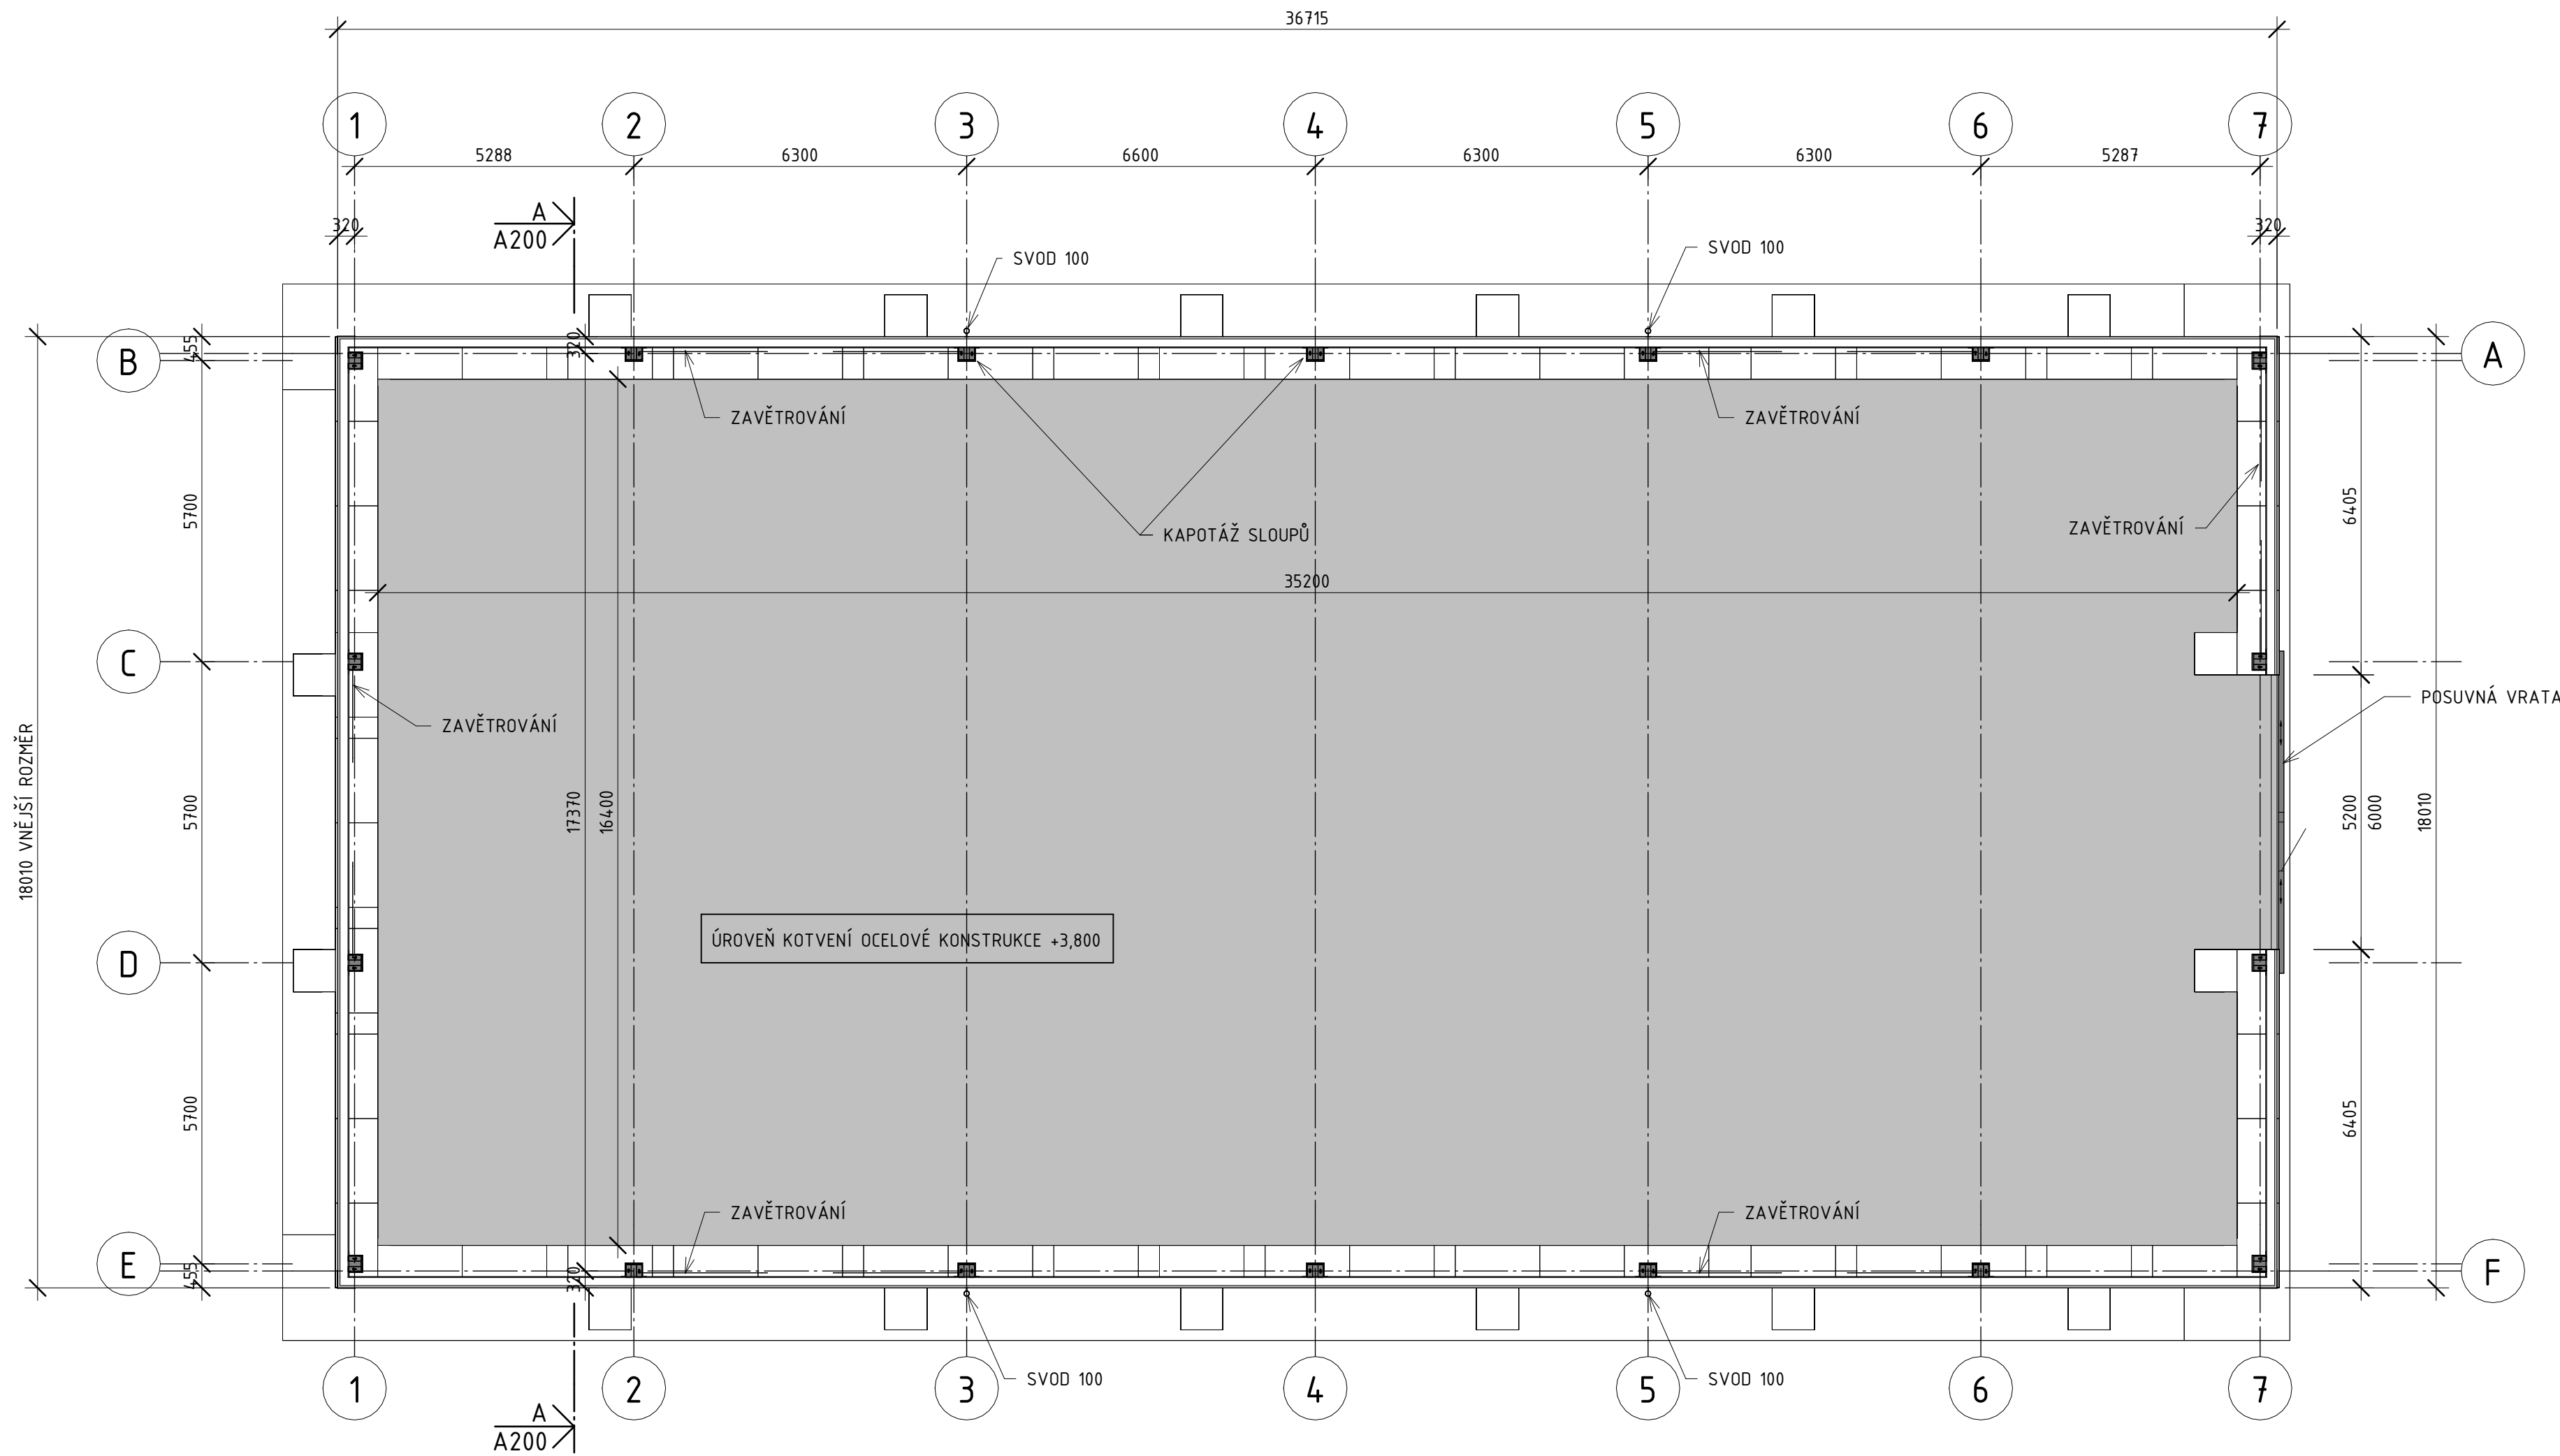 36715
1 2 3 4 5 6 7
5288 6300 6600 6300 6300 5287
320 320
A
A200
SVOD 100
SVOD 100
B
A
455
320
ZAVĚTROVÁNÍ
ZAVĚTROVÁNÍ
5700
6405
KAPOTÁŽ SLOUPŮ
ZAVĚTROVÁNÍ
35200
C
ZAVĚTROVÁNÍ
POSUVNÁ VRATA
18010 VNĚJŠÍ ROZMĚR
5700
17370
16400
5200
6000
18010
ÚROVEŇ KOTVENÍ OCELOVÉ KONSTRUKCE +3,800
D
5700
6405
ZAVĚTROVÁNÍ
ZAVĚTROVÁNÍ
E
F
455
320
SVOD 100
SVOD 100
1 2 3 4 5 6 7
A
A200